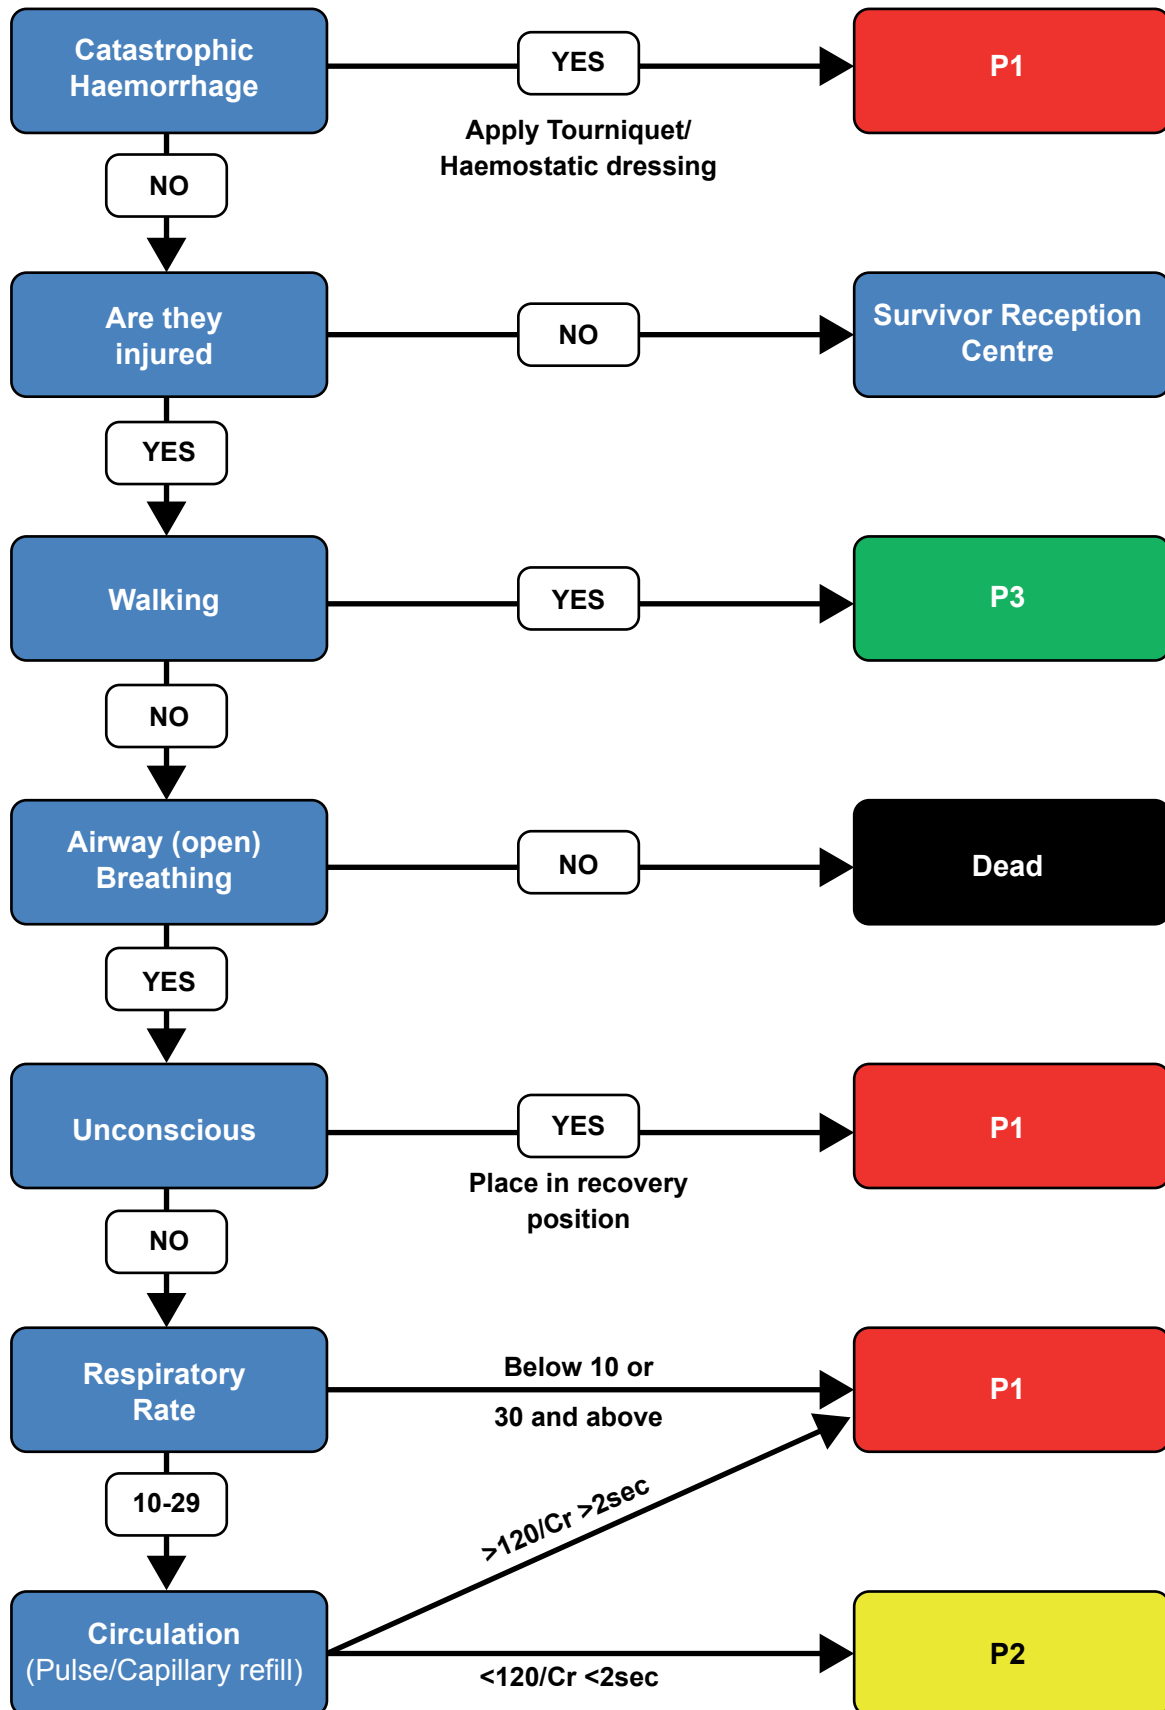 Catastrophic
Haemorrhage
YES
Apply Tourniquet/
Haemostatic dressing
P1
NO
Are they
injured
NO
Survivor Reception
Centre
YES
Walking
YES
P3
NO
Airway (open)
Breathing
NO
Dead
YES
Unconscious
YES
Place in recovery
position
P1
NO
Respiratory
Rate
Below 10 or
30 and above
P1
10-29
>120/Cr >2sec
Circulation
(Pulse/Capillary refill)
<120/Cr <2sec
P2